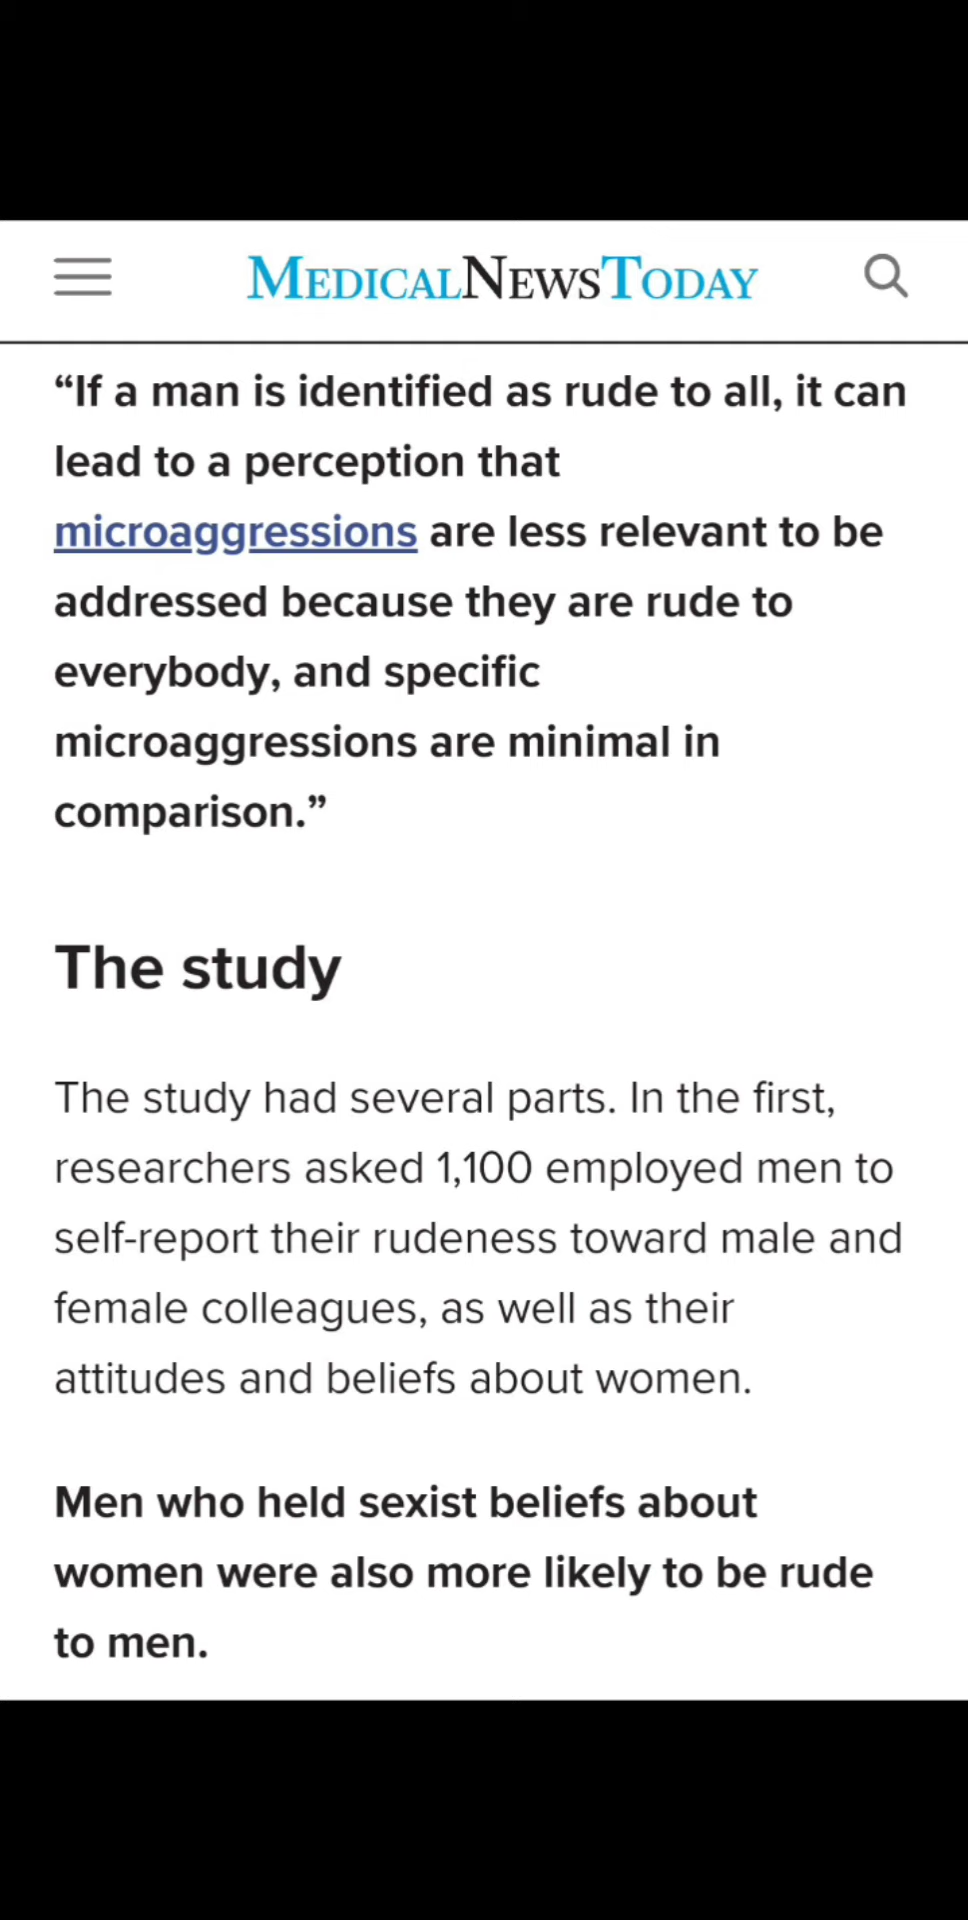 MEDICALNEWSTODAY
“If a man is identified as rude to all, it can
lead to a perception that
microaggressions are less relevant to be
addressed because they are rude to
everybody, and specific
microaggressions are minimal in
comparison.”
The study
The study had several parts. In the first,
researchers asked 1,100 employed men to
self-report their rudeness toward male and
female colleagues, as well as their
attitudes and beliefs about women.
Men who held sexist beliefs about
women were also more likely to be rude
to men.